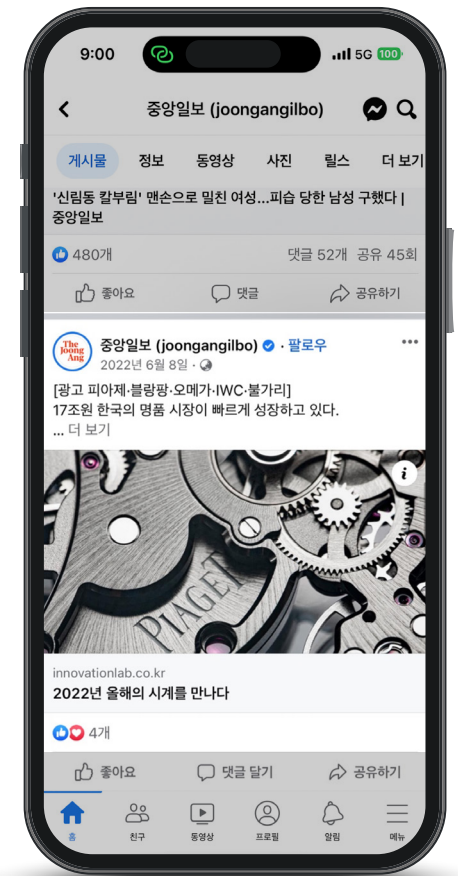 9:00
5G 100
중앙일보 (joongangilbo)
게시물 정보 동영상 사진 릴스 더 보기
'신림동 칼부림' 맨손으로 밀친 여성...피습 당한 남성 구했다 |
중앙일보
480개 댓글 52개 공유 45회
좋아요 댓글 공유하기
The
JoongAng
중앙일보 (joongangilbo) · 팔로우
2022년 6월 8일 ·
[광고 피아제·블랑팡·오메가·IWC·불가리]
17조원 한국의 명품 시장이 빠르게 성장하고 있다.
... 더 보기
i
PIAGET
innovationlab.co.kr
2022년 올해의 시계를 만나다
4개
좋아요 댓글 달기 공유하기
홈 친구 동영상 프로필 알림 메뉴